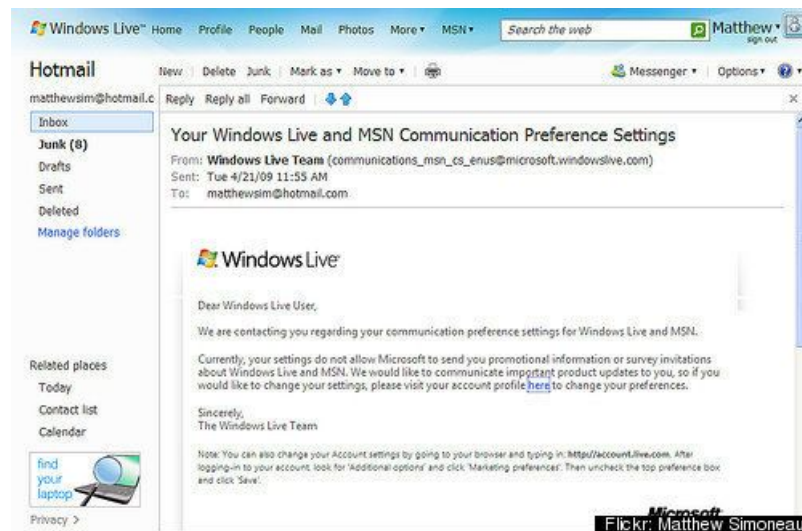 Windows Live™ Home Profile People Mail Photos More MSN Search the web Matthew
sign out
Hotmail New Delete Junk Mark as Move to Messenger Options
matthewsim@hotmail.c Reply Reply all Forward
Inbox
Junk (8)
Drafts
Sent
Deleted
Manage folders
Your Windows Live and MSN Communication Preference Settings
From: Windows Live Team (communications_msn_cs_enus@microsoft.windowslive.com)
Sent: Tue 4/21/09 11:55 AM
To: matthewsim@hotmail.com
Windows Live
Dear Windows Live User,
We are contacting you regarding your communication preference settings for Windows Live and MSN.
Currently, your settings do not allow Microsoft to send you promotional information or survey invitations
about Windows Live and MSN. We would like to communicate important product updates to you, so if you
would like to change your settings, please visit your account profile here to change your preferences.
Sincerely,
The Windows Live Team
Note: You can also change your Account settings by going to your browser and typing in: http://account.live.com. After
logging-in to your account, look for 'Additional options' and click 'Marketing preferences'. Then uncheck the top preference box
and click 'Save'.
Microsoft
Related places
Today
Contact list
Calendar
find
your
laptop
Privacy
Flickr: Matthew Simoneau